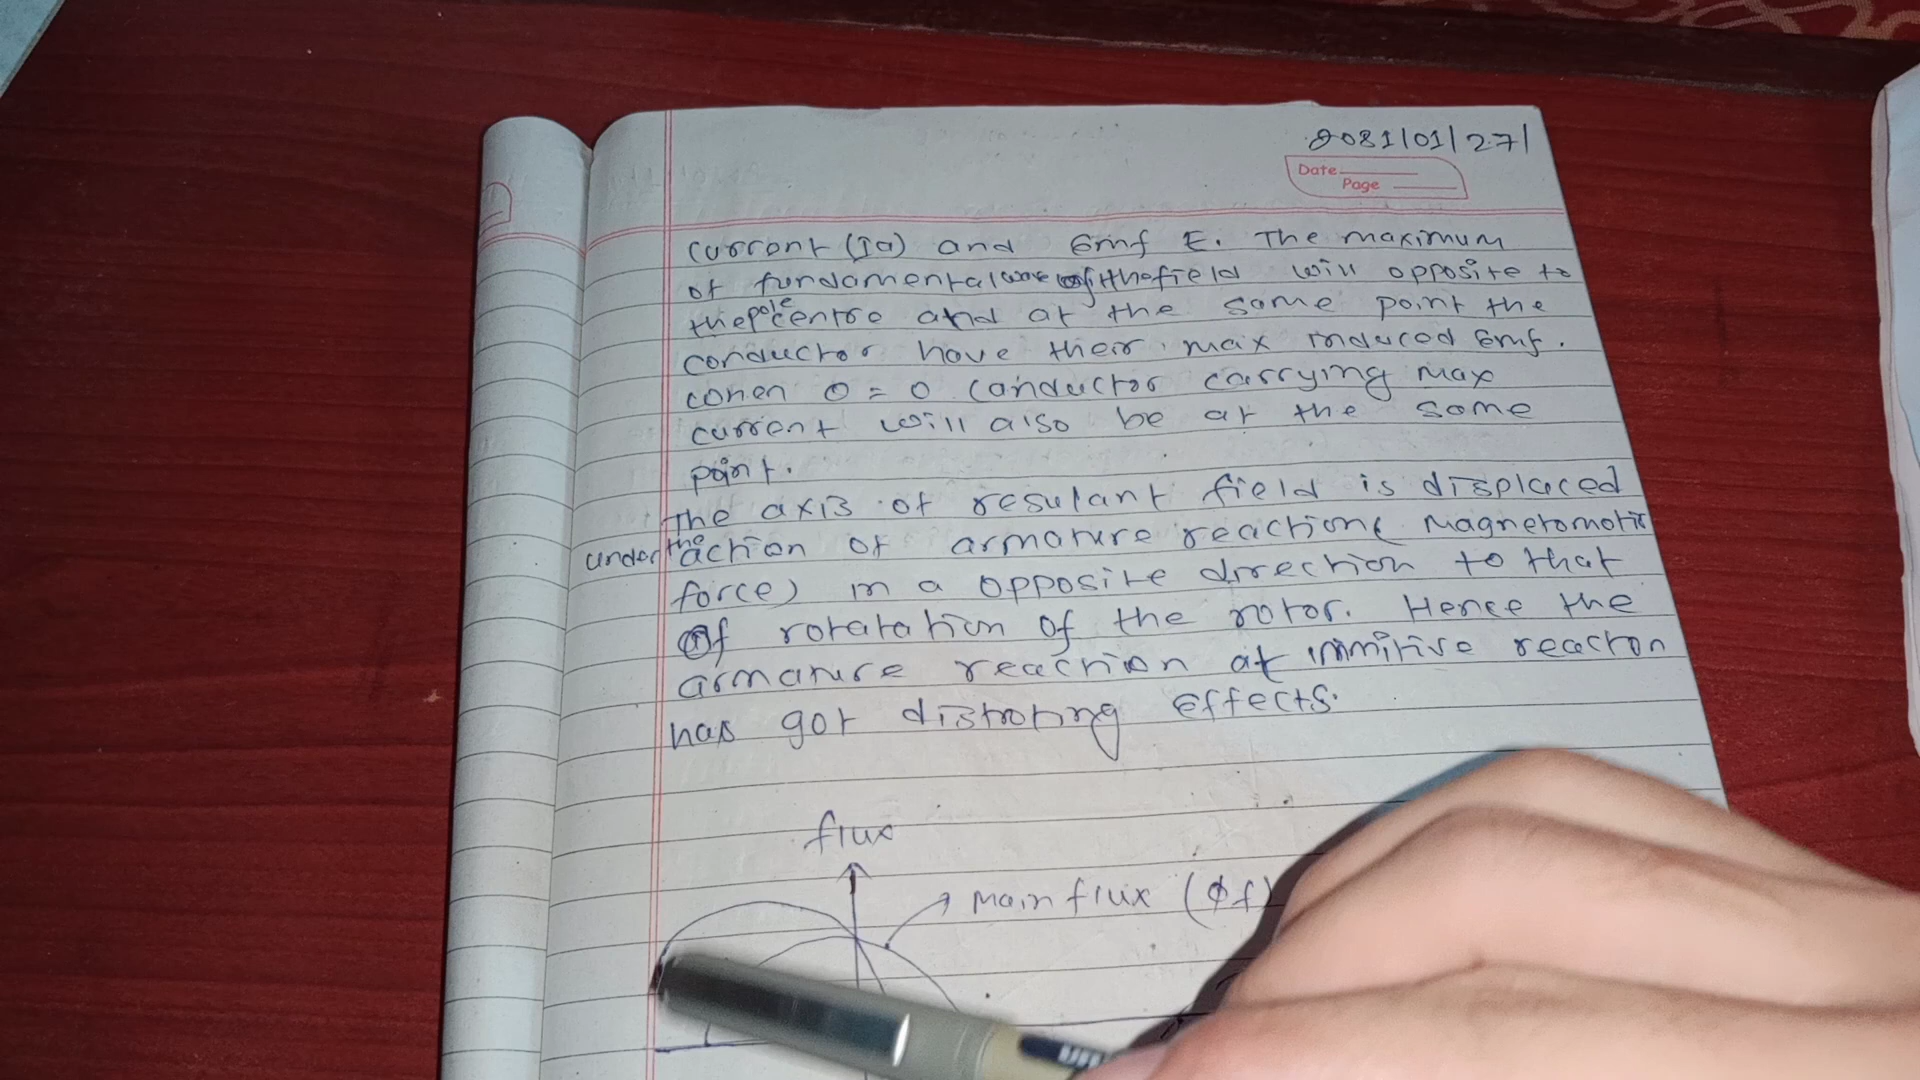 2081/01/27/
Date
Page
current (Ia) and Emf E. The maximum
of fundamental wave of the field will opposite to
the pole centre and at the same point the
conductor have their max induced Emf.
when θ = 0 conductor carrying max
current will also be at the same
point.
The axis of resulant field is displaced
under the action of armature reaction ( Magnetomotic
force) in a opposite direction to that
of rotatation of the rotor. Hence the
armature reaction at reaction
has got distroting effects.
flux
Main flux (ϕf)